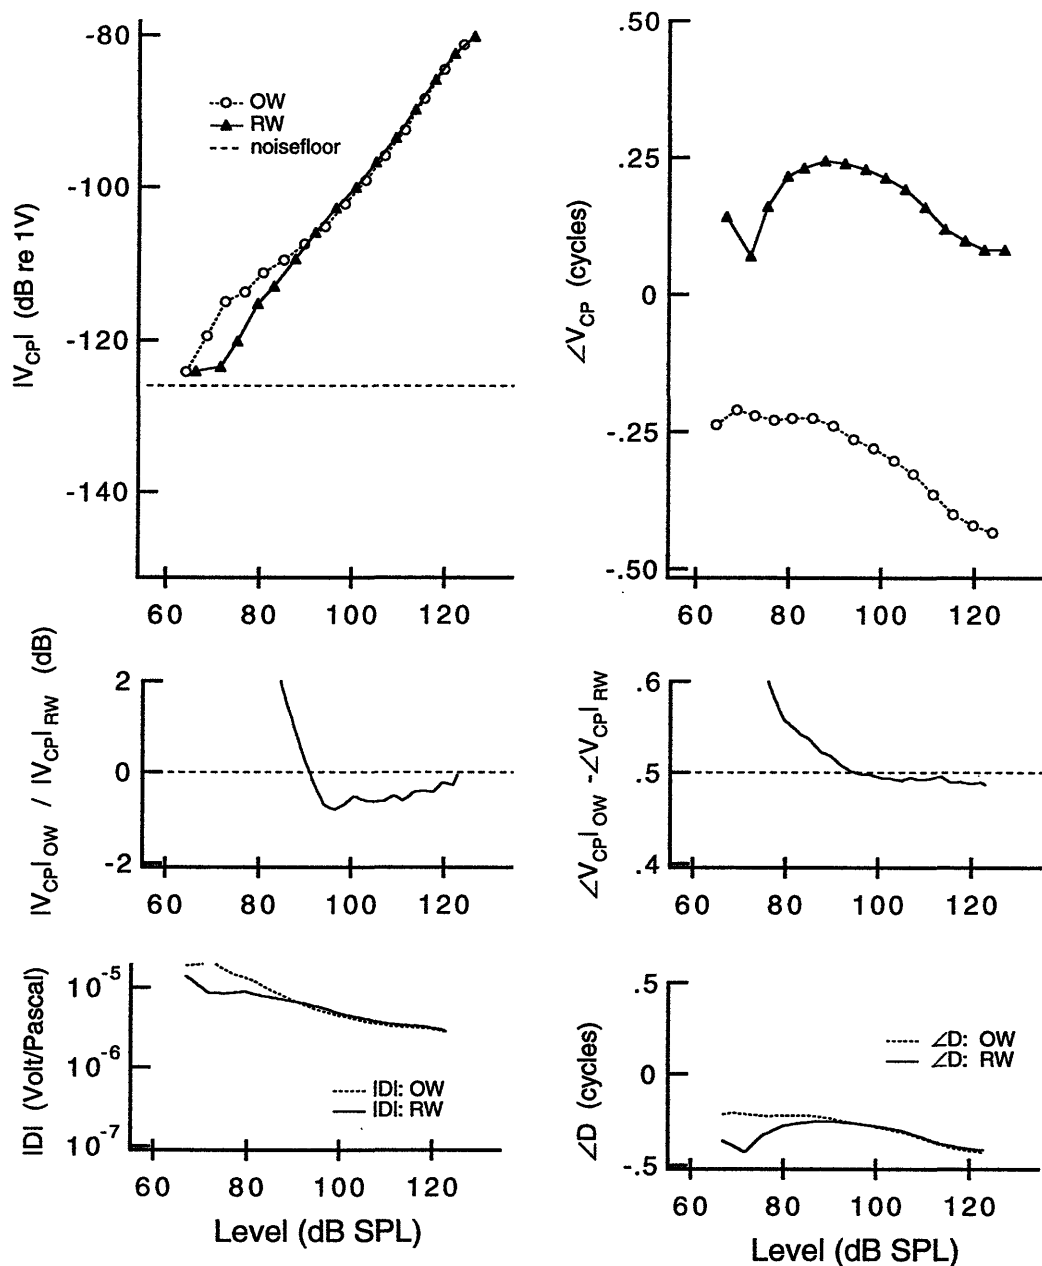 |V_CP| (dB re 1V)
-80
-100
-120
-140
OW
RW
noisefloor
60 80 100 120
∠V_CP (cycles)
.50
.25
0
-.25
-.50
60 80 100 120
|V_CP|_OW / |V_CP|_RW (dB)
2
0
-2
60 80 100 120
∠V_CP|_OW -∠V_CP|_RW
.6
.5
.4
60 80 100 120
|D| (Volt/Pascal)
10^-5
10^-6
10^-7
|D|: OW
|D|: RW
60 80 100 120
Level (dB SPL)
∠D (cycles)
.5
0
-.5
∠D: OW
∠D: RW
60 80 100 120
Level (dB SPL)